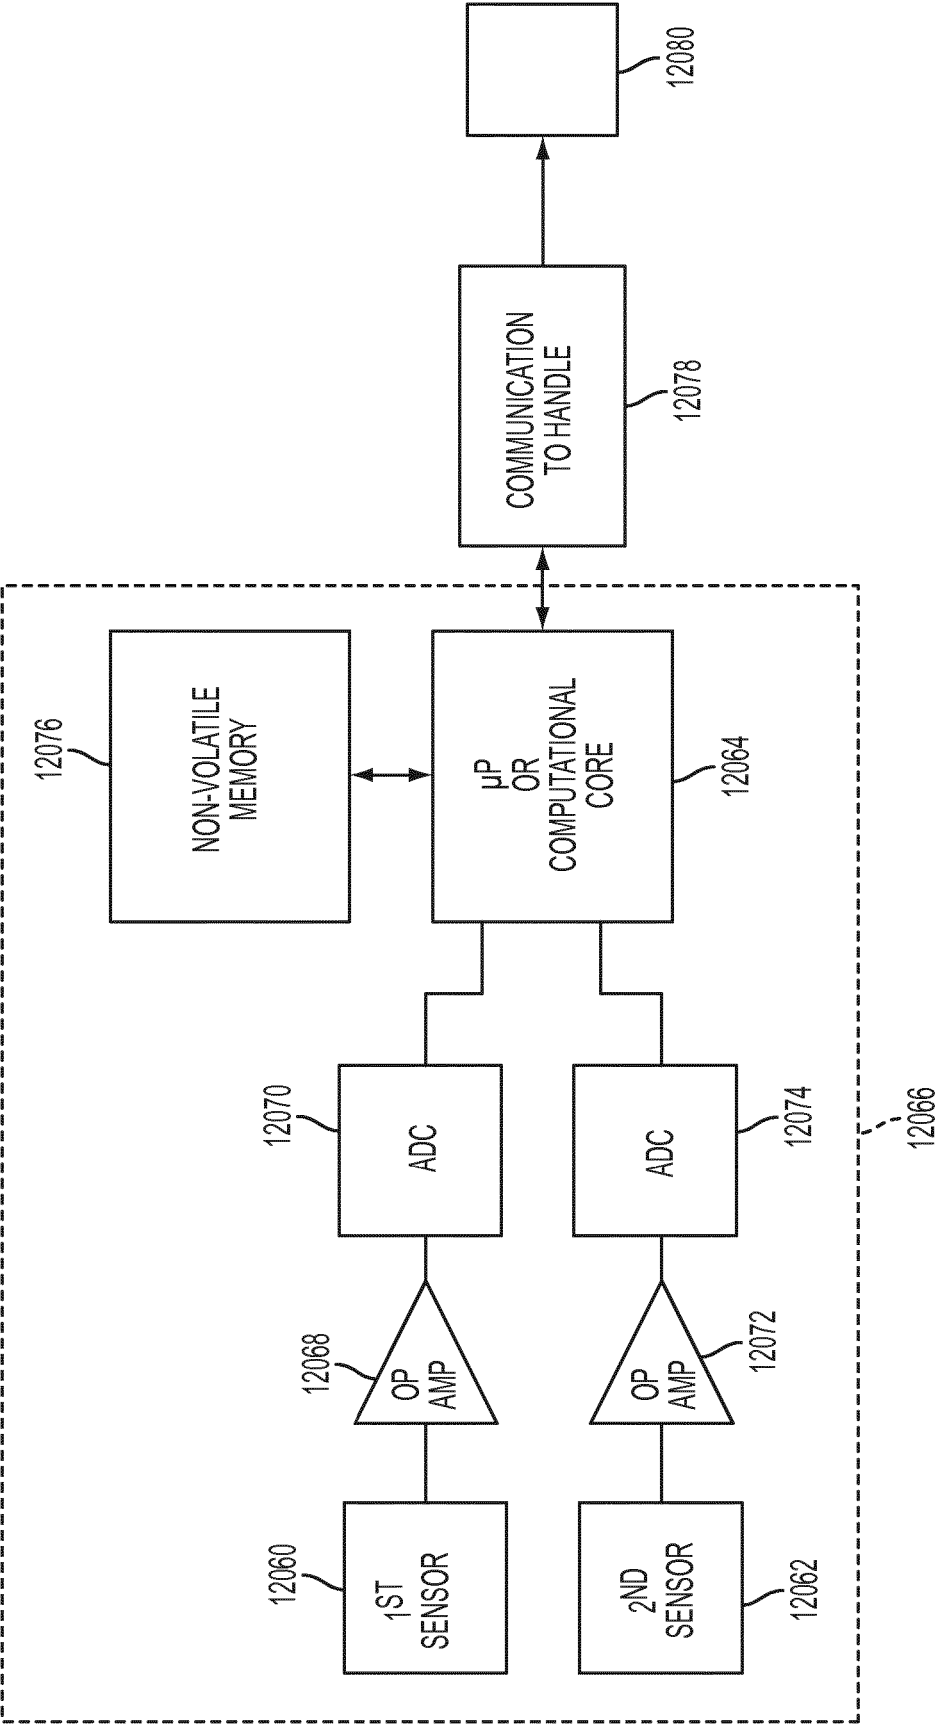 12060
1ST
SENSOR
12068
OP
AMP
12070
ADC
12076
NON-VOLATILE
MEMORY
µP
OR
COMPUTATIONAL
CORE
12064
COMMUNICATION
TO HANDLE
12078
12080
2ND
SENSOR
12062
OP
AMP
12072
ADC
12074
12066